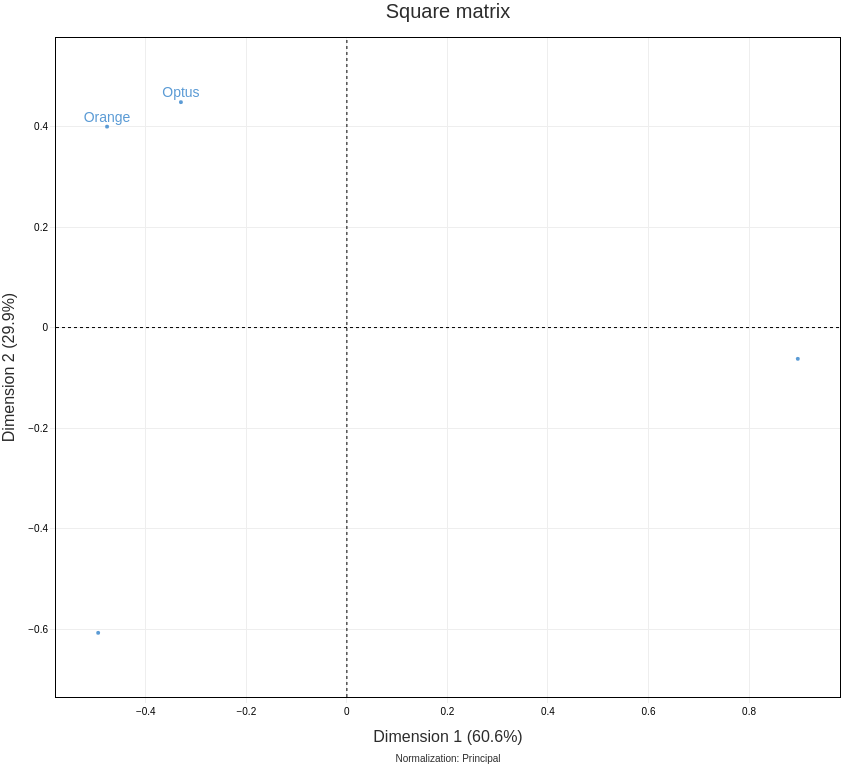 Square matrix
Optus
Orange
0.4
0.2
0
−0.2
−0.4
−0.6
Dimension 2 (29.9%)
−0.4
−0.2
0
0.2
0.4
0.6
0.8
Dimension 1 (60.6%)
Normalization: Principal